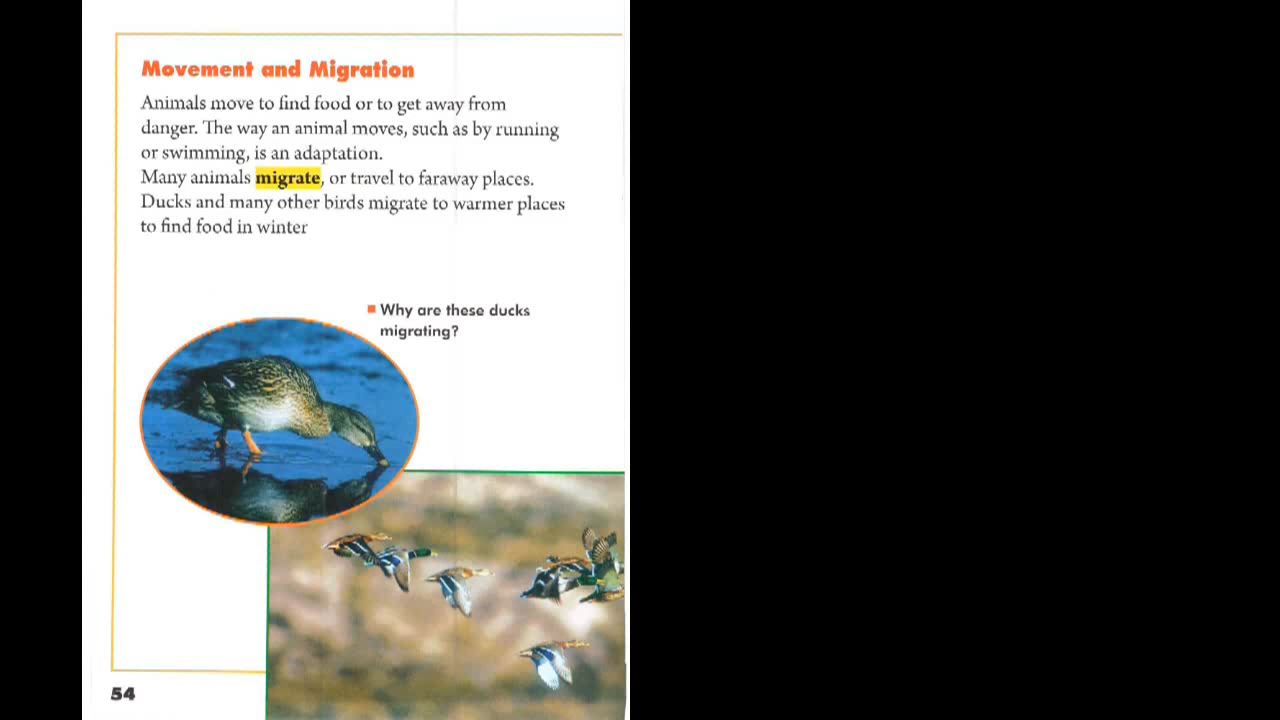 Movement and Migration
Animals move to find food or to get away from
danger. The way an animal moves, such as by running
or swimming, is an adaptation.
Many animals migrate, or travel to faraway places.
Ducks and many other birds migrate to warmer places
to find food in winter
Why are these ducks
migrating?
54